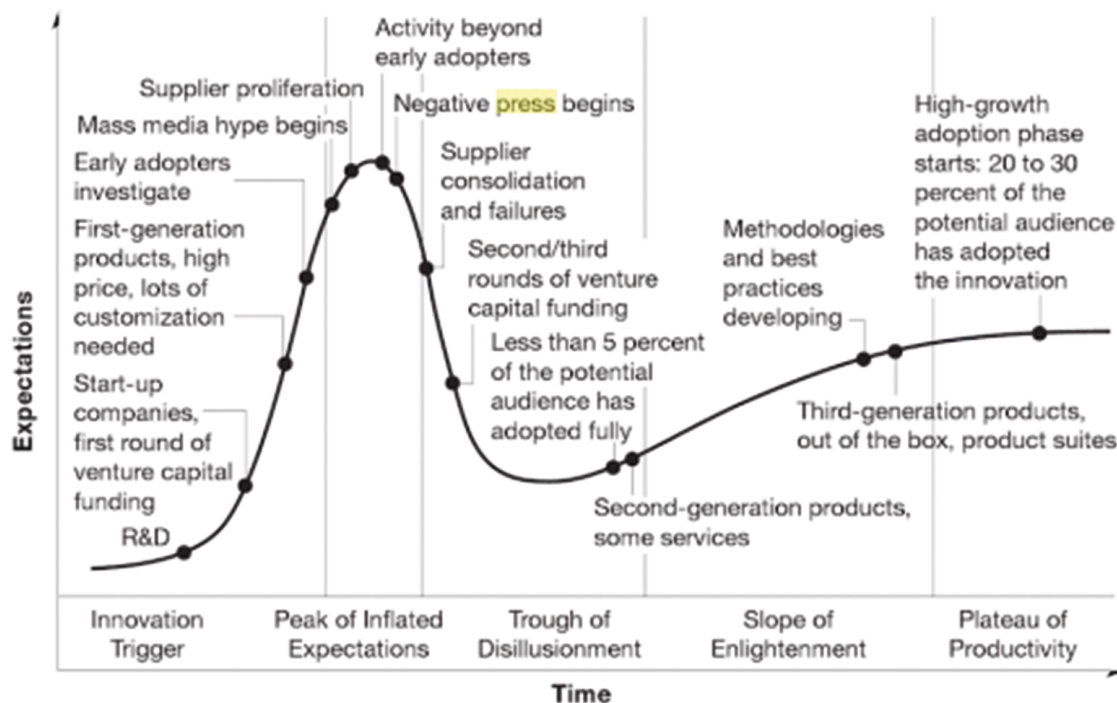 Activity beyond
early adopters
Supplier proliferation
Negative press begins
Mass media hype begins
Early adopters
investigate
First-generation
products, high
price, lots of
customization
needed
Start-up
companies,
first round of
venture capital
funding
R&D
Supplier
consolidation
and failures
Second/third
rounds of venture
capital funding
Less than 5 percent
of the potential
audience has
adopted fully
Second-generation products,
some services
Methodologies
and best
practices
developing
Third-generation products,
out of the box, product suites
High-growth
adoption phase
starts: 20 to 30
percent of the
potential audience
has adopted
the innovation
Expectations
Innovation
Trigger
Peak of Inflated
Expectations
Trough of
Disillusionment
Slope of
Enlightenment
Plateau of
Productivity
Time